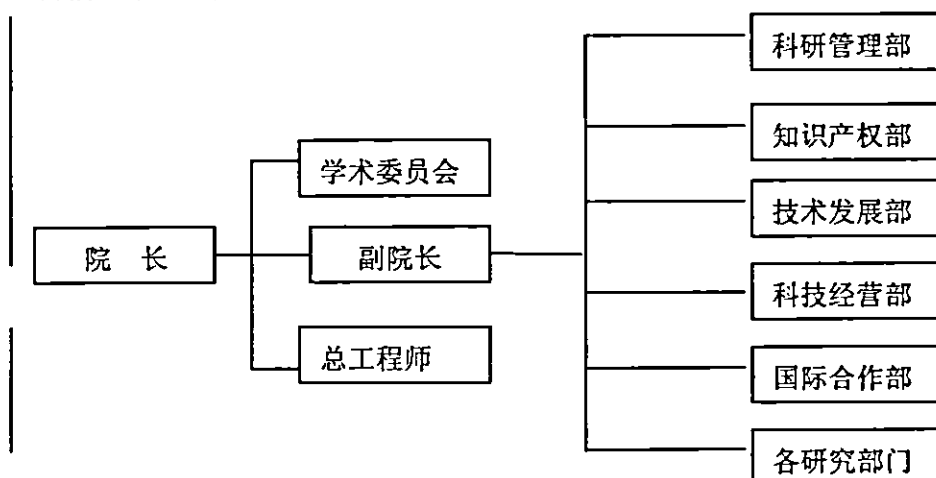 院 长
学术委员会
副院长
总工程师
科研管理部
知识产权部
技术发展部
科技经营部
国际合作部
各研究部门